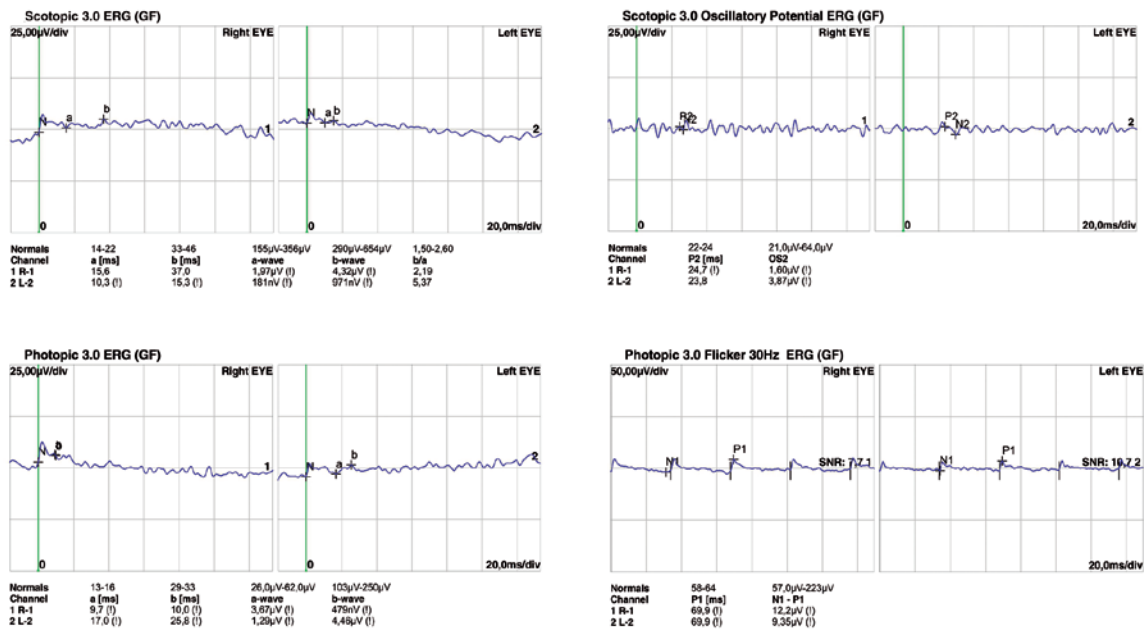 Scotopic 3.0 ERG (GF)
25,00µV/div Right EYE Left EYE
N a b 1 N a b 2
0 0 20,0ms/div
Normals 14-22 33-46 155µV-356µV 290µV-654µV 1,50-2,60
Channel a [ms] b [ms] a-wave b-wave b/a
1 R-1 15,6 37,0 1,97µV (!) 4,32µV (!) 2,19
2 L-2 10,3 (!) 15,3 (!) 181nV (!) 971nV (!) 5,37
Scotopic 3.0 Oscillatory Potential ERG (GF)
25,00µV/div Right EYE Left EYE
1 P2 N2 2
0 0 20,0ms/div
Normals 22-24 21,0µV-64,0µV
Channel P2 [ms] OS2
1 R-1 24,7 (!) 1,60µV (!)
2 L-2 23,8 3,87µV (!)
Photopic 3.0 ERG (GF)
25,00µV/div Right EYE Left EYE
N 1 N a b 2
0 0 20,0ms/div
Normals 13-16 29-33 26,0µV-62,0µV 103µV-250µV
Channel a [ms] b [ms] a-wave b-wave
1 R-1 9,7 (!) 10,0 (!) 3,67µV (!) 479nV (!)
2 L-2 17,0 (!) 25,8 (!) 1,29µV (!) 4,46µV (!)
Photopic 3.0 Flicker 30Hz ERG (GF)
50,00µV/div Right EYE Left EYE
N1 P1 SNR: N1 P1 SNR:
20,0ms/div
Normals 58-64 57,0µV-223µV
Channel P1 [ms] N1 - P1
1 R-1 69,9 (!) 12,2µV (!)
2 L-2 69,9 (!) 9,35µV (!)